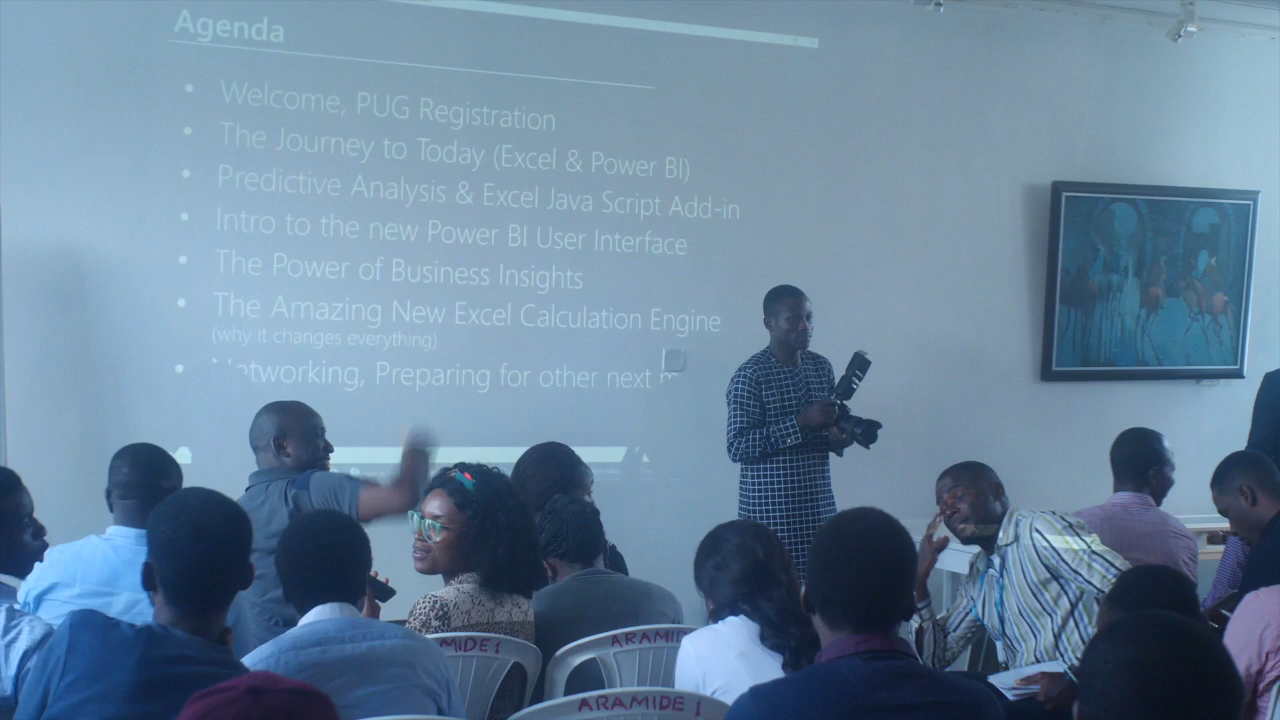 Agenda
• Welcome, PUG Registration
• The Journey to Today (Excel & Power BI)
• Predictive Analysis & Excel Java Script Add-in
• Intro to the new Power BI User Interface
• The Power of Business Insights
• The Amazing New Excel Calculation Engine
(why it changes everything)
• Networking, Preparing for other next
MIDE 1
ARAMIDE
ARAMIDE 1